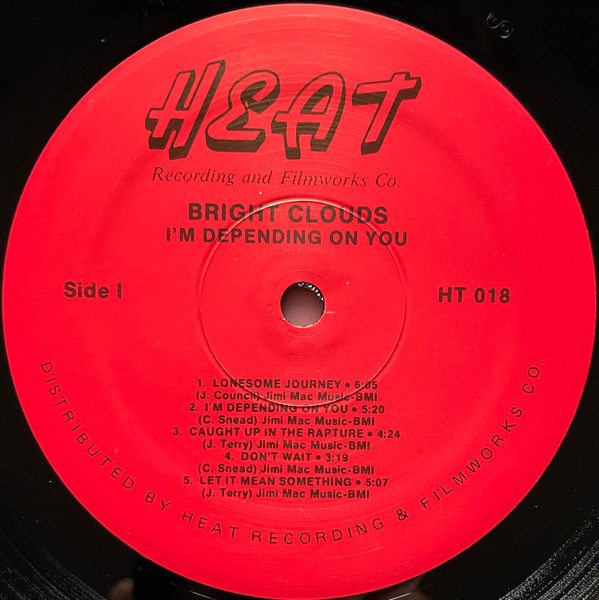 HEAT
Recording and Filmworks Co.
BRIGHT CLOUDS
I'M DEPENDING ON YOU
Side I
HT 018
1. LONESOME JOURNEY • 6:05
(J. Council) Jimi Mac Music-BMI
2. I'M DEPENDING ON YOU • 5:20
(C. Snead) Jimi Mac Music-BMI
3. CAUGHT UP IN THE RAPTURE • 4:24
(J. Terry) Jimi Mac Music-BMI
4. DON'T WAIT • 3:19
(C. Snead) Jimi Mac Music-BMI
5. LET IT MEAN SOMETHING • 5:07
(J. Terry) Jimi Mac Music-BMI
DISTRIBUTED BY HEAT RECORDING & FILMWORKS CO.